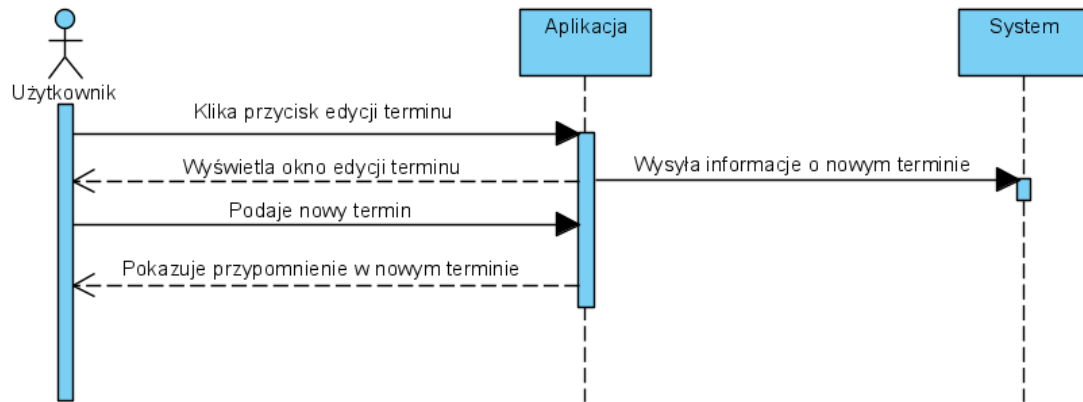 Aplikacja
System
Użytkownik
Klika przycisk edycji terminu
Wyświetla okno edycji terminu
Wysyła informacje o nowym terminie
Podaje nowy termin
Pokazuje przypomnienie w nowym terminie